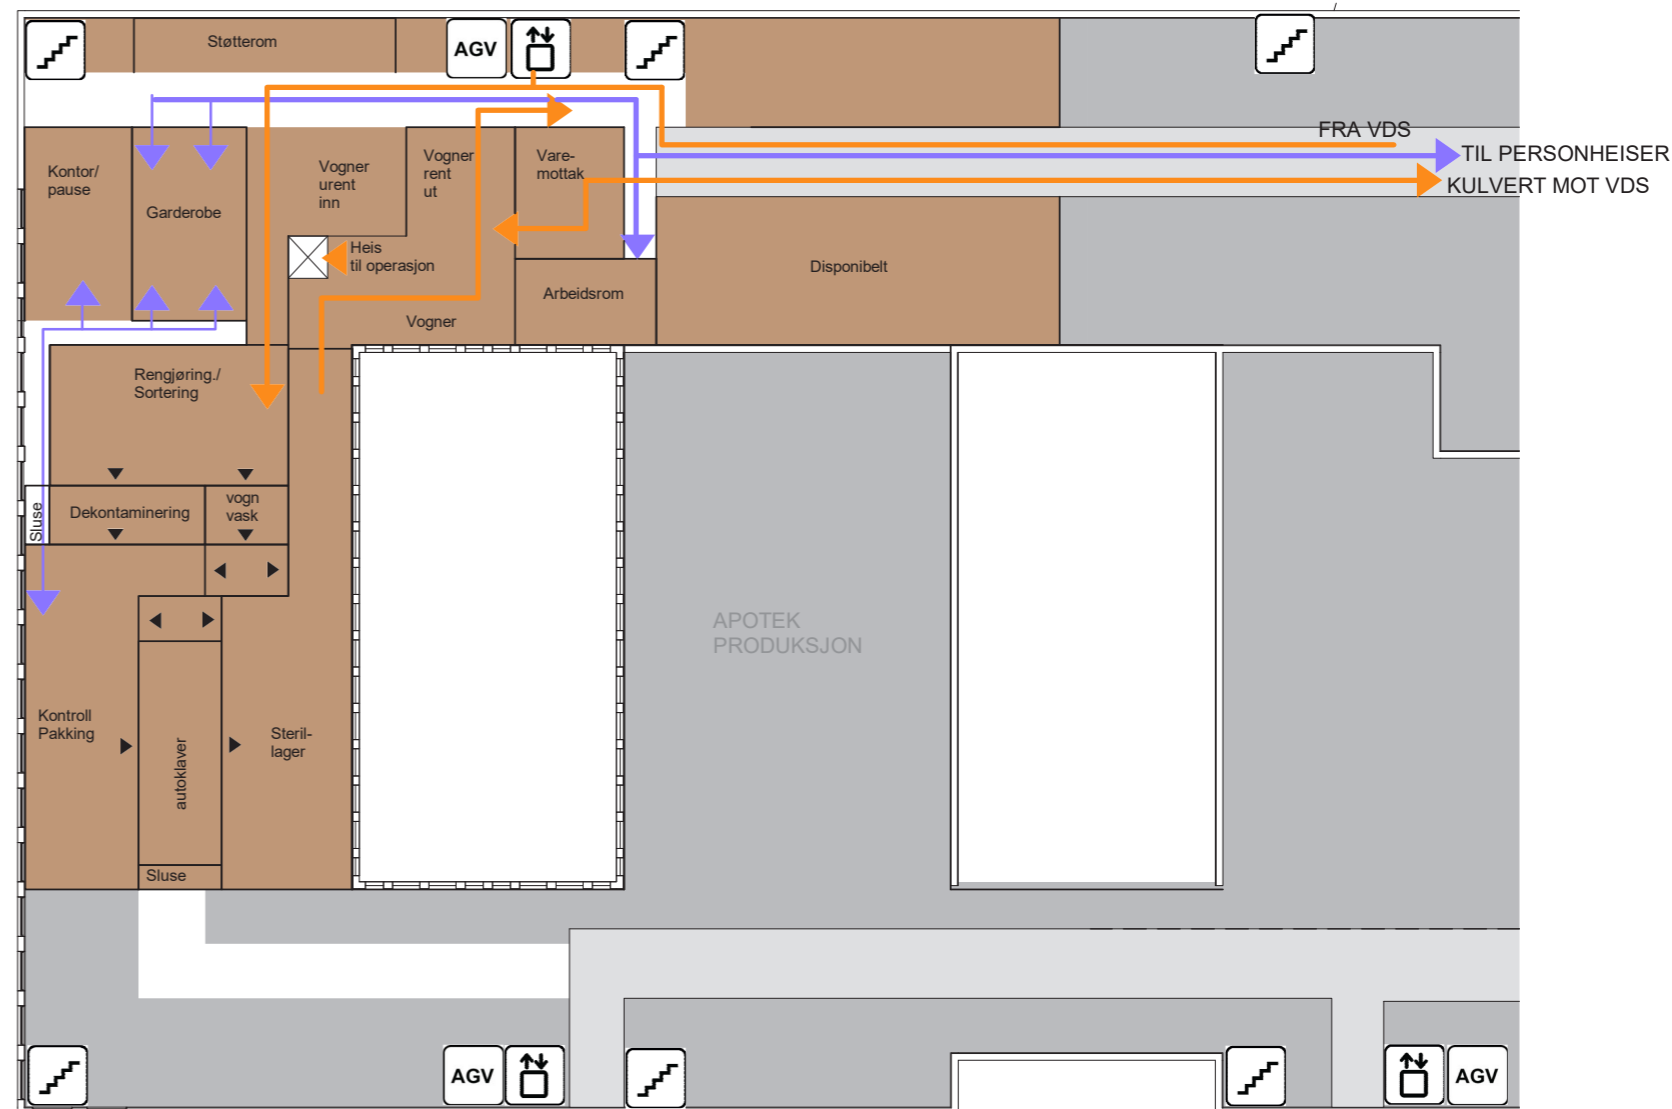 Støtterom
AGV
FRA VDS
TIL PERSONHEISER
KULVERT MOT VDS
Kontor/
pause
Garderobe
Vogner
urent
inn
Vogner
rent
ut
Vare-
mottak
Heis
til operasjon
Vogner
Arbeidsrom
Disponibelt
Rengjøring./
Sortering
Sluse
Dekontaminering
vogn
vask
Kontroll
Pakking
autoklaver
Steril-
lager
Sluse
APOTEK
PRODUKSJON
AGV
AGV